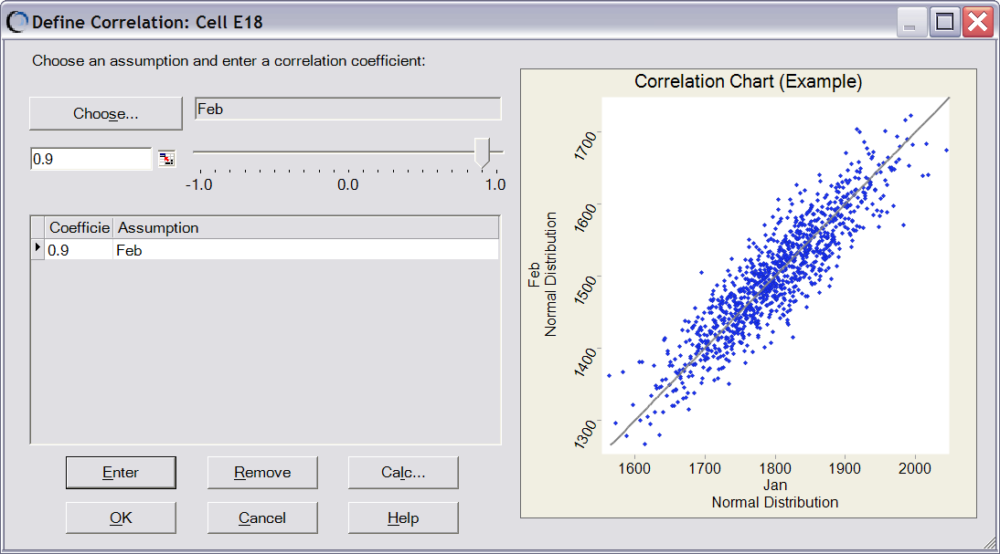 Define Correlation: Cell E18
Choose an assumption and enter a correlation coefficient:
Choose...
Feb
0.9
-1.0
0.0
1.0
Coefficie
Assumption
0.9
Feb
Enter
Remove
Calc...
OK
Cancel
Help
Correlation Chart (Example)
Feb
Normal Distribution
1700
1600
1500
1400
1300
1600
1700
1800
1900
2000
Jan
Normal Distribution